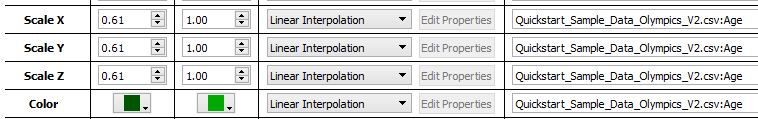 Scale X 0.61 1.00 Linear Interpolation Edit Properties Quickstart_Sample_Data_Olympics_V2.csv:Age
Scale Y 0.61 1.00 Linear Interpolation Edit Properties Quickstart_Sample_Data_Olympics_V2.csv:Age
Scale Z 0.61 1.00 Linear Interpolation Edit Properties Quickstart_Sample_Data_Olympics_V2.csv:Age
Color Linear Interpolation Edit Properties Quickstart_Sample_Data_Olympics_V2.csv:Age